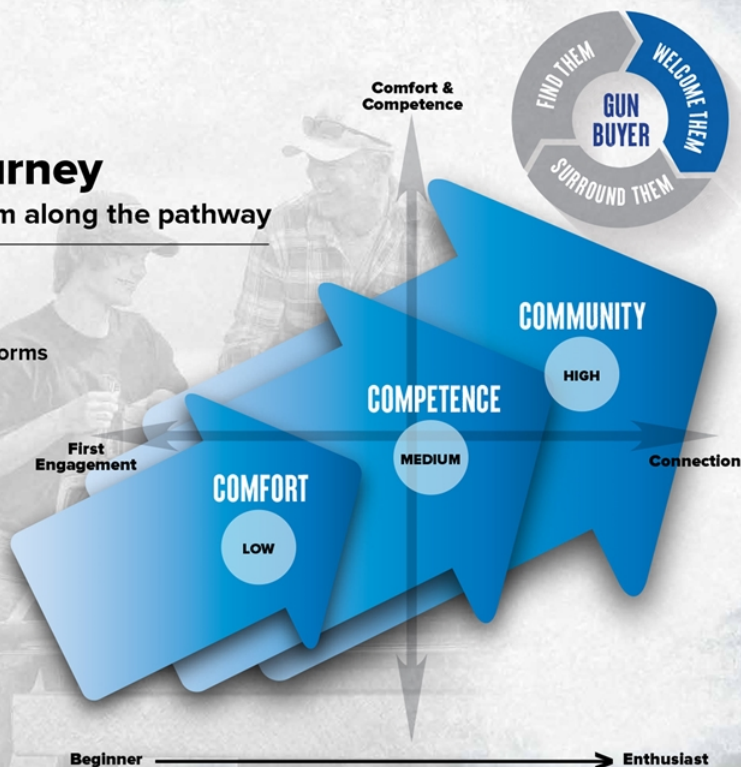 FIND THEM
WELCOME THEM
SURROUND THEM
GUN
BUYER
Comfort &
Competence
urney
m along the pathway
orms
COMMUNITY
HIGH
COMPETENCE
MEDIUM
First
Engagement
Connection
COMFORT
LOW
Beginner
Enthusiast